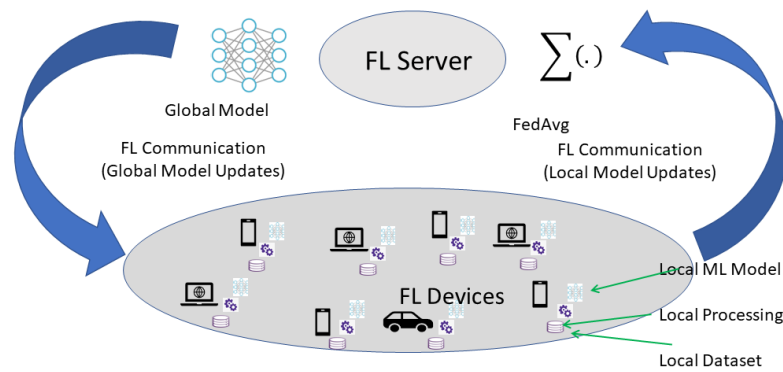 FL Server
∑(.)
Global Model
FedAvg
FL Communication
(Global Model Updates)
FL Communication
(Local Model Updates)
FL Devices
Local ML Model
Local Processing
Local Dataset